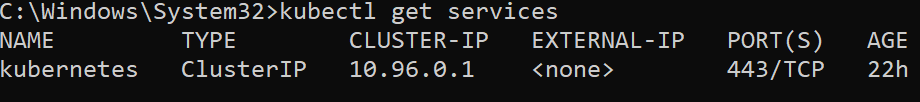 C:\Windows\System32>kubectl get services
NAME         TYPE        CLUSTER-IP   EXTERNAL-IP   PORT(S)   AGE
kubernetes   ClusterIP   10.96.0.1    <none>        443/TCP   22h